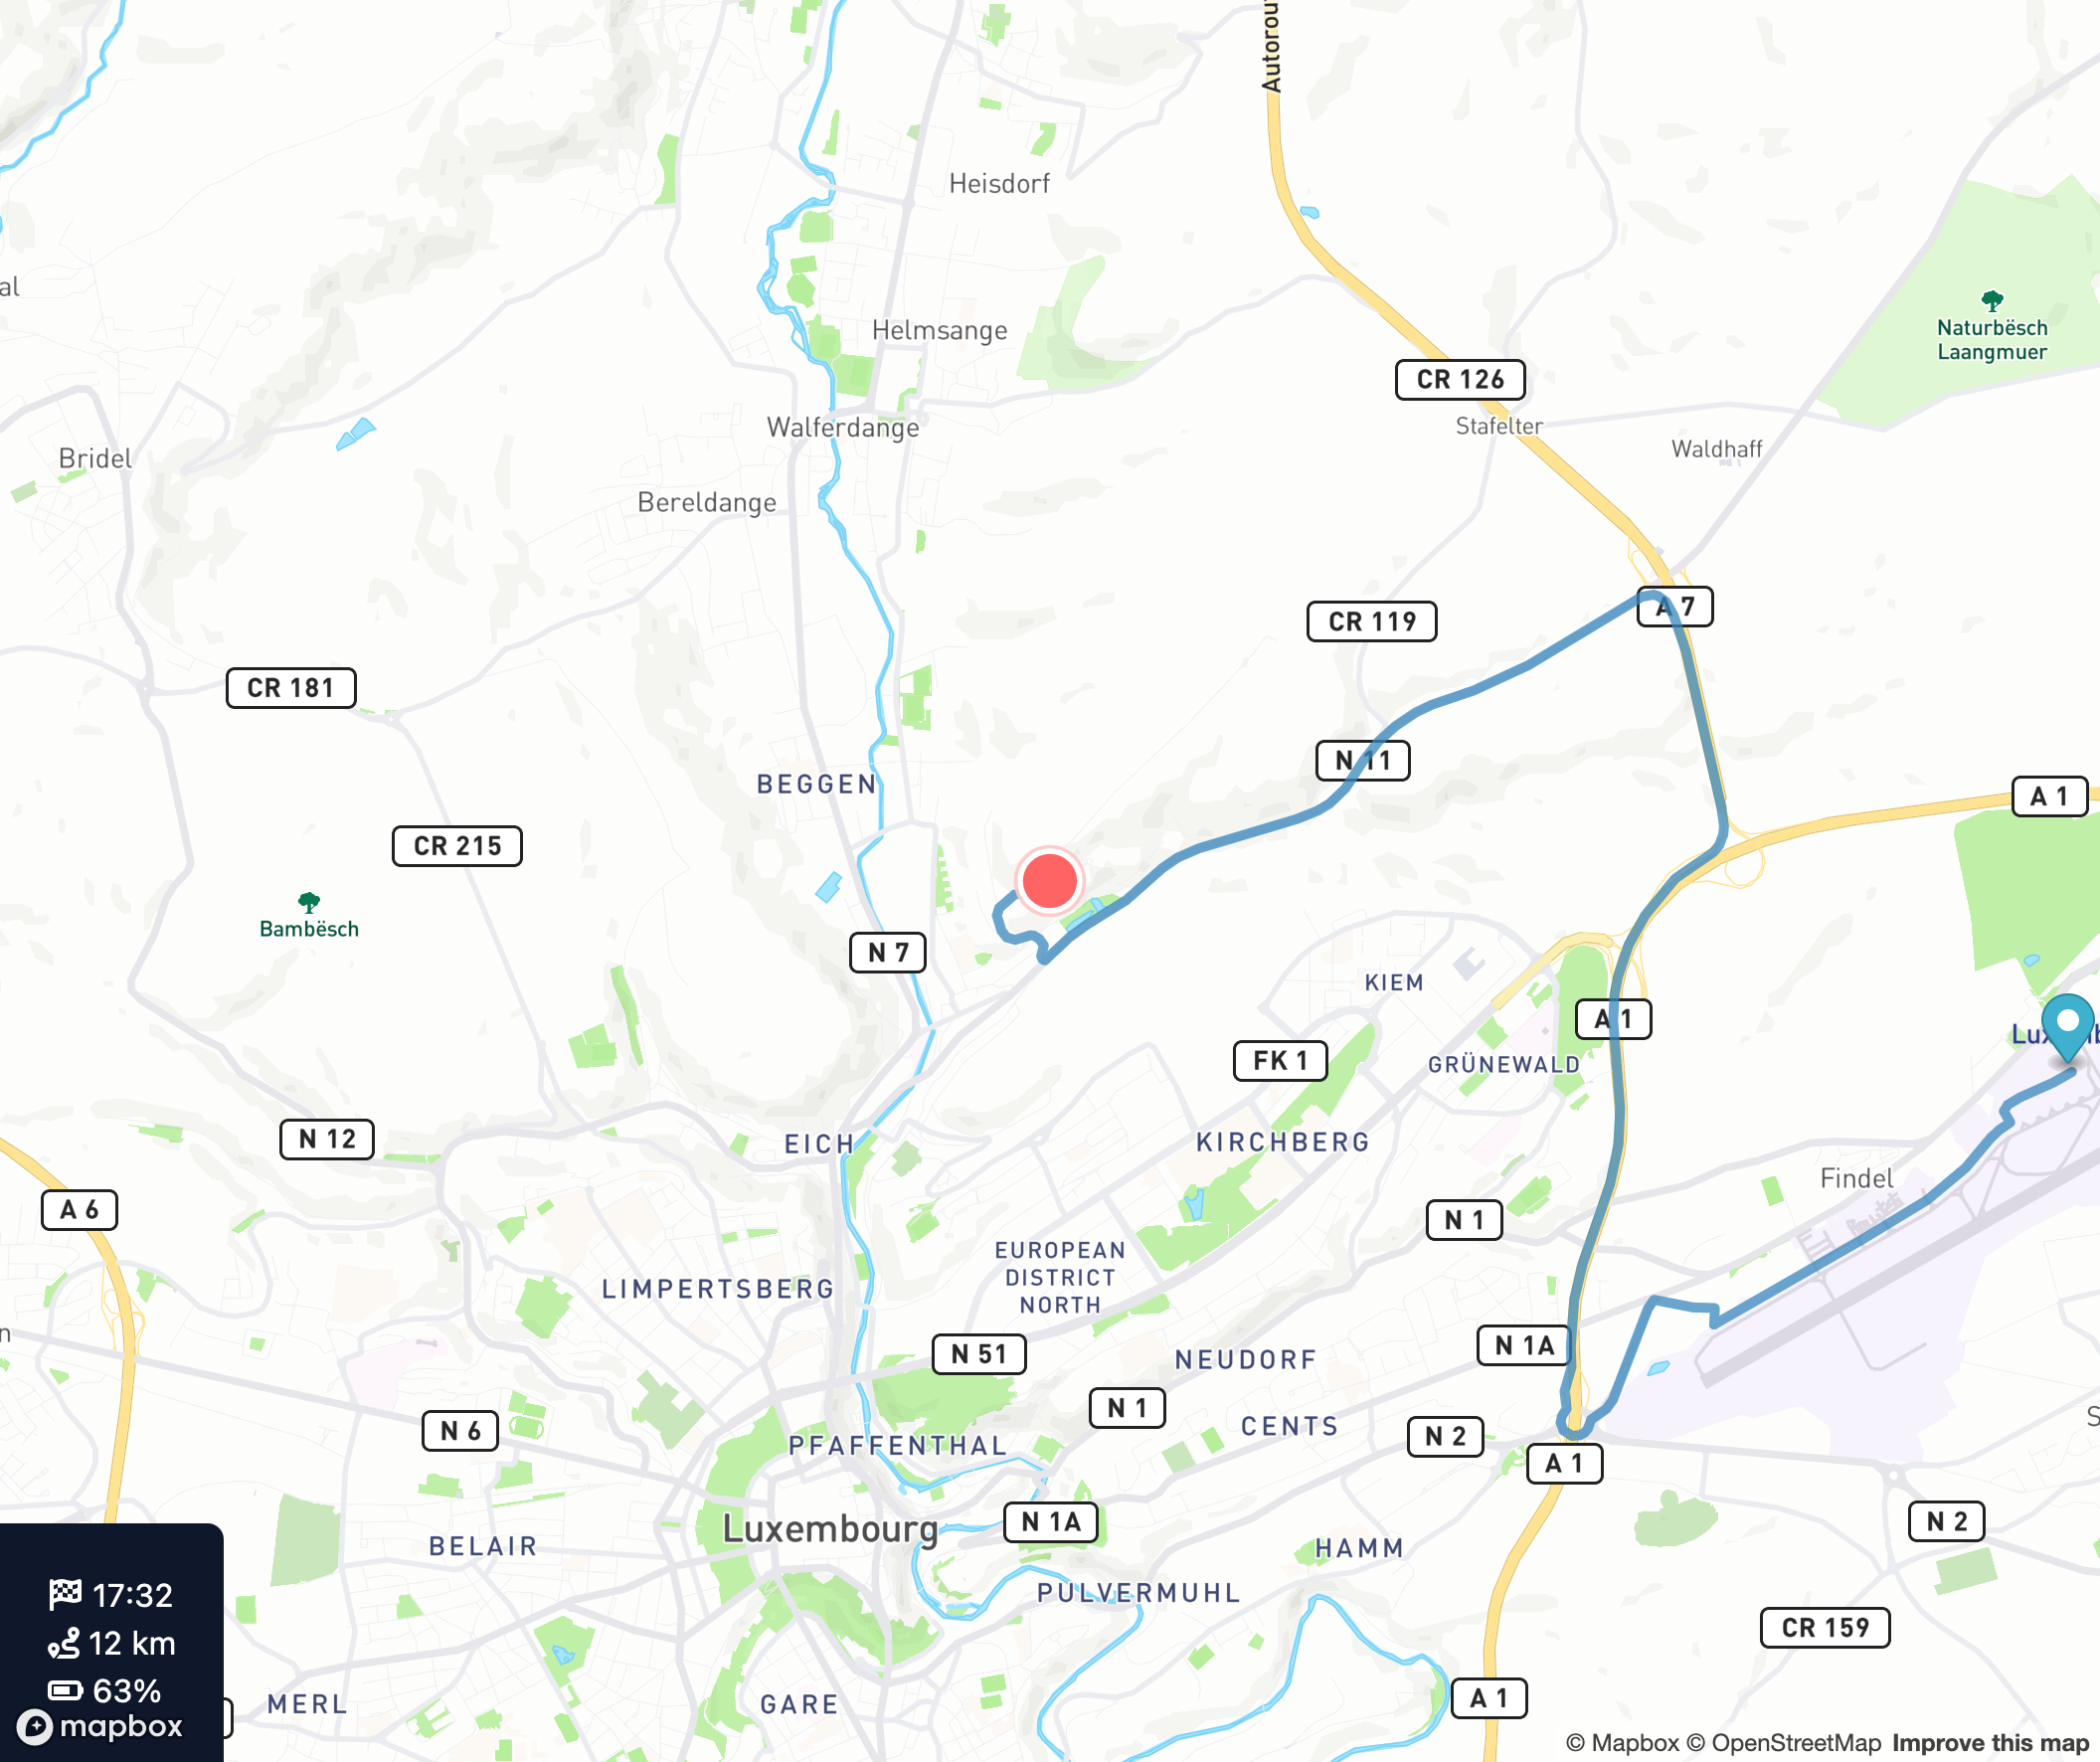 Autorou
Heisdorf
al
Naturbësch
Laangmuer
Helmsange
CR 126
Stafelter
Walferdange
Waldhaff
Bridel
Bereldange
A 7
CR 119
CR 181
N 11
BEGGEN
A 1
CR 215
Bambësch
N 7
KIEM
A 1
FK 1
GRÜNEWALD
N 12
EICH
KIRCHBERG
Findel
A 6
N 1
EUROPEAN
DISTRICT
NORTH
LIMPERTSBERG
n
N 1A
N 51
NEUDORF
N 1
S
CENTS
N 6
N 2
PFAFFENTHAL
A 1
N 1A
N 2
Luxembourg
BELAIR
HAMM
PULVERMUHL
17:32
CR 159
12 km
63%
MERL
GARE
A 1
mapbox
© Mapbox © OpenStreetMap Improve this map